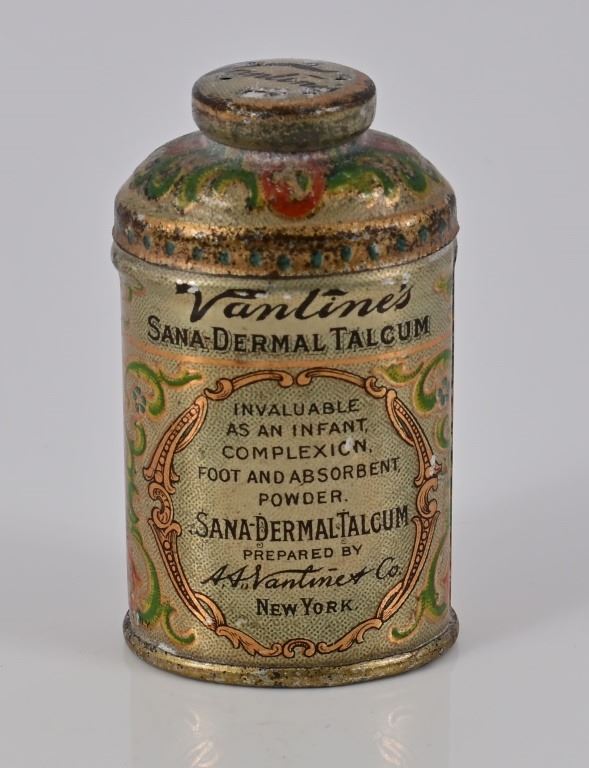 Vantine's
SANA-DERMAL TALCUM
INVALUABLE
AS AN INFANT,
COMPLEXION,
FOOT AND ABSORBENT
POWDER.
SANA-DERMAL TALCUM
PREPARED BY
A.A. Vantine & Co.
NEW YORK.